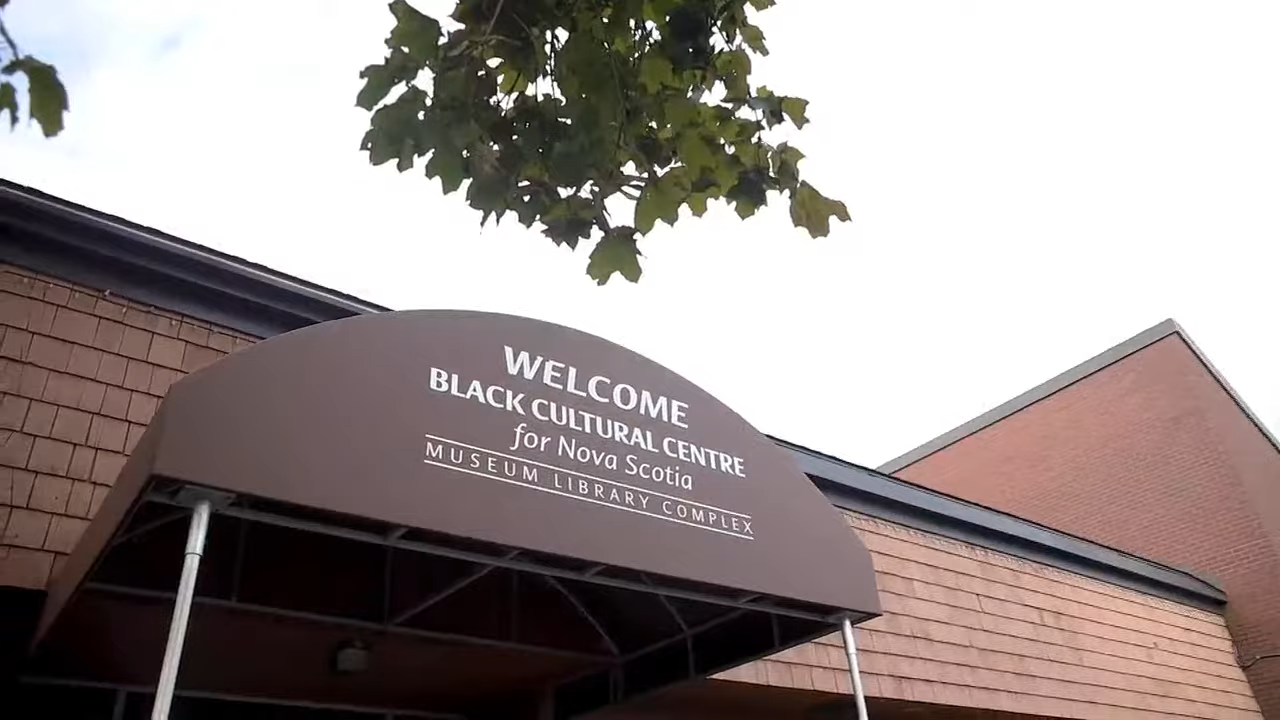 WELCOME
BLACK CULTURAL CENTRE
for Nova Scotia
MUSEUM LIBRARY COMPLEX